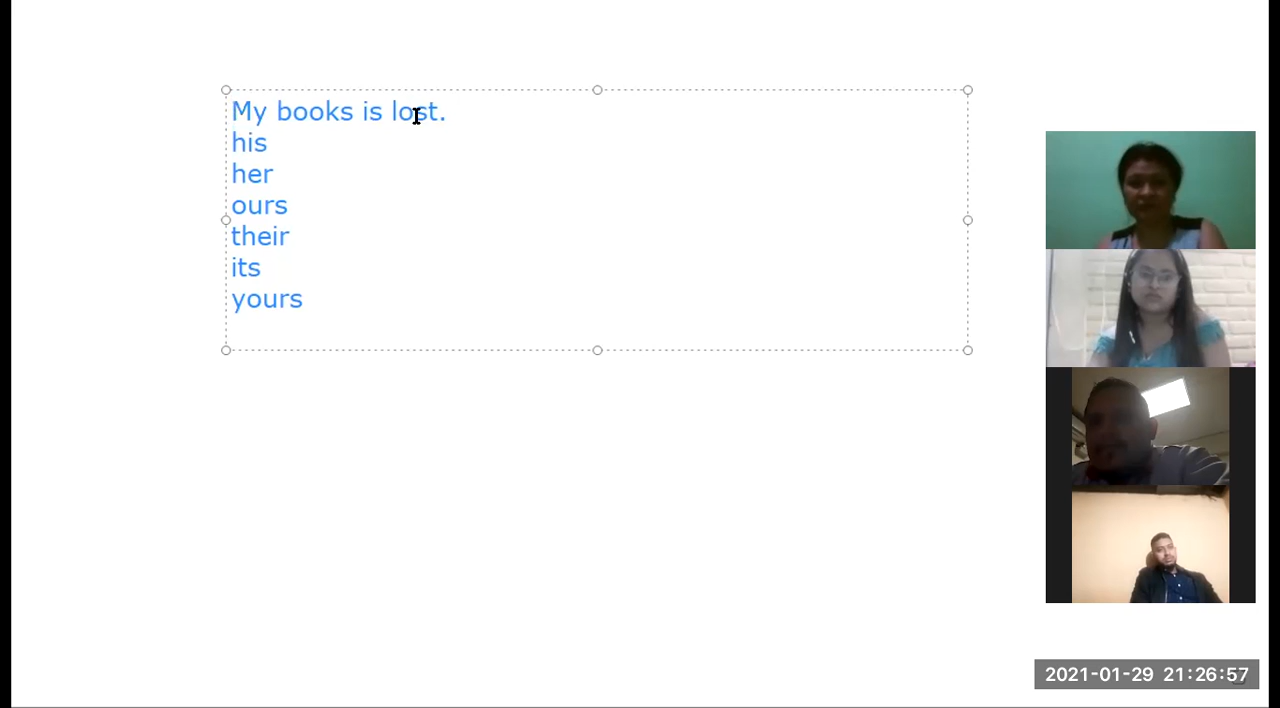 My books is lost.
his
her
ours
their
its
yours
2021-01-29 21:26:57